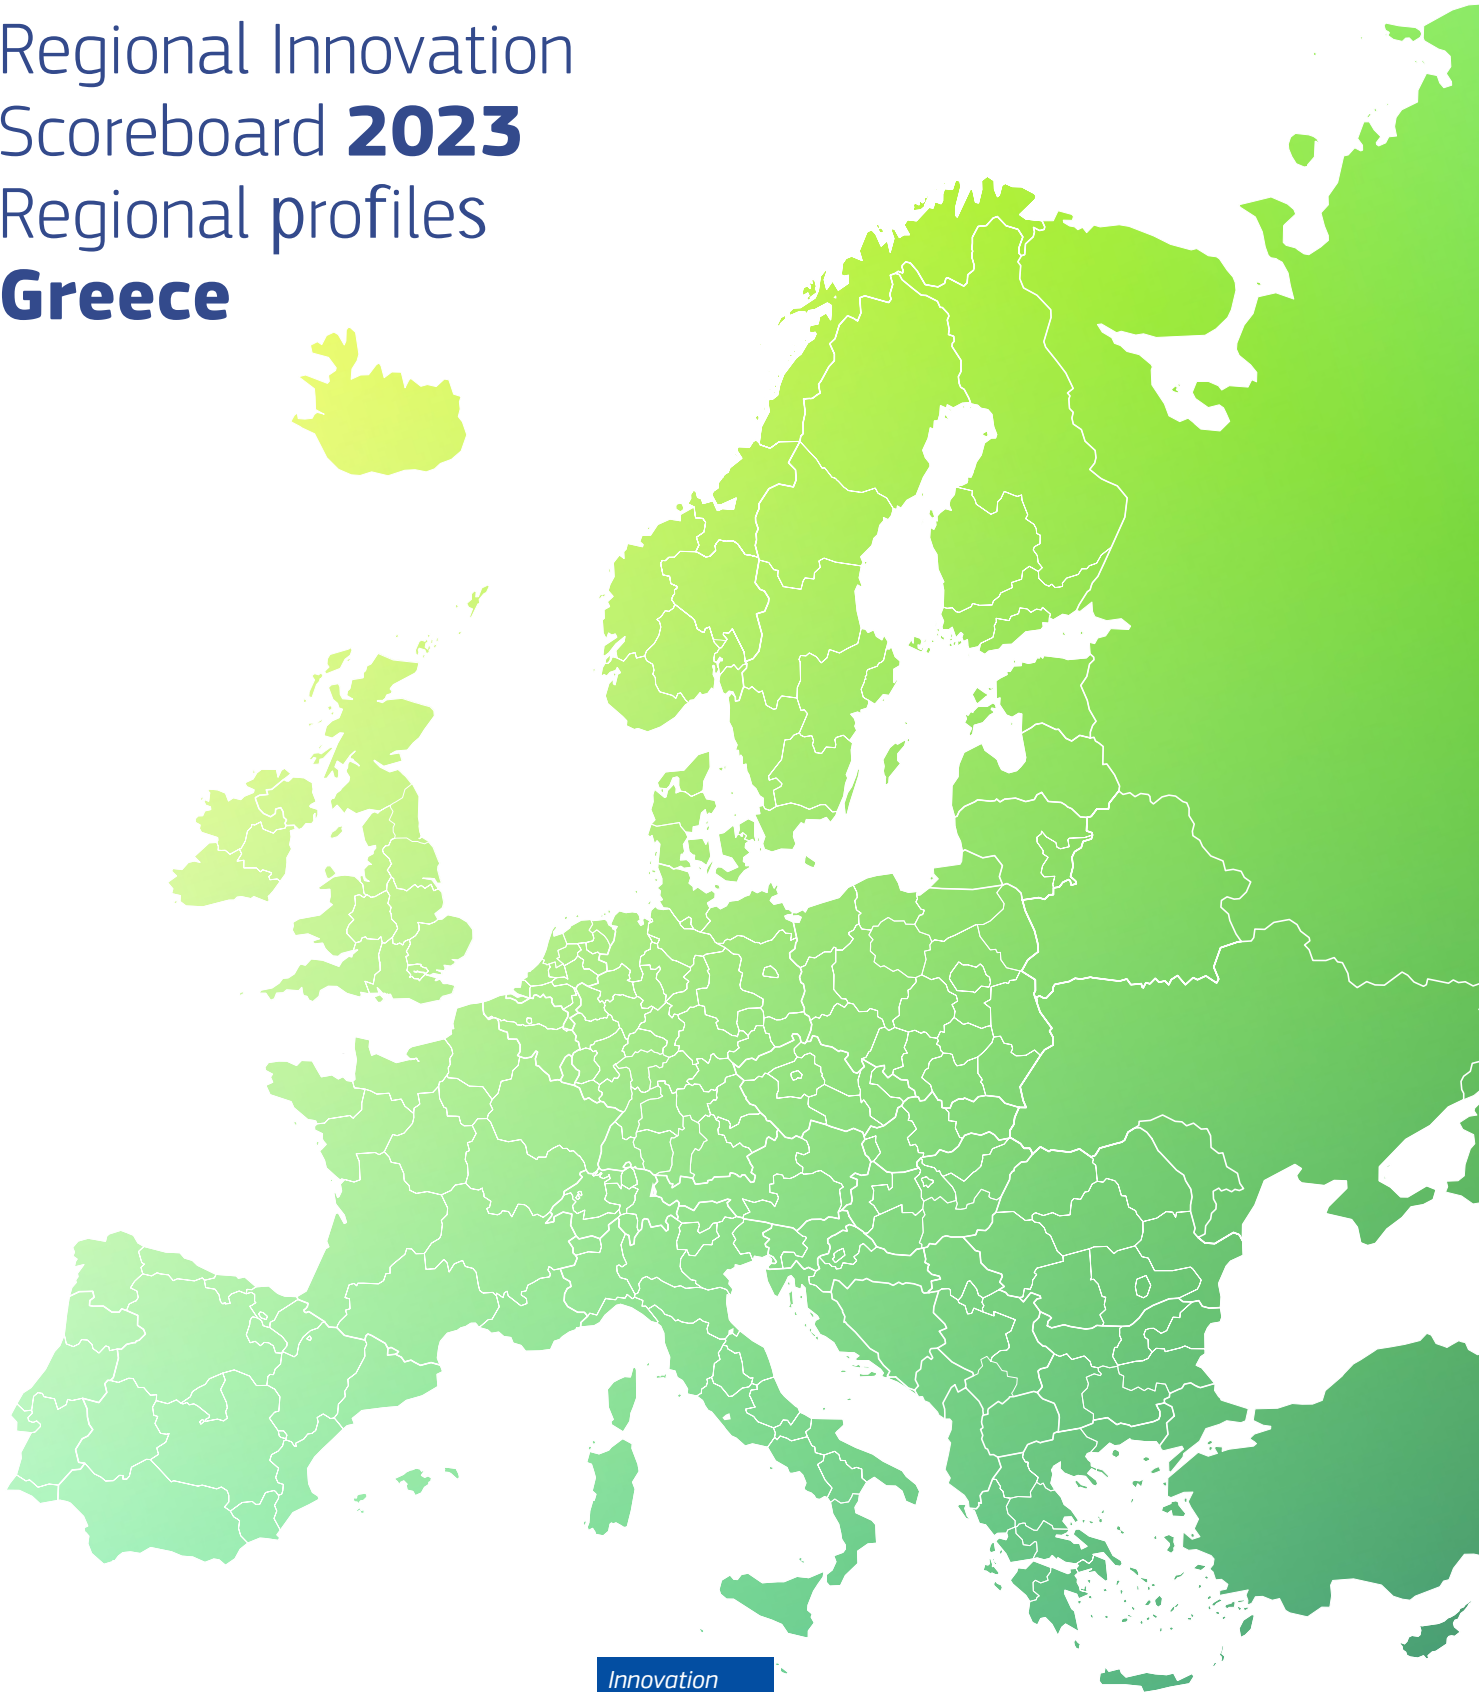 Regional Innovation
Scoreboard 2023
Regional profiles
Greece
Innovation